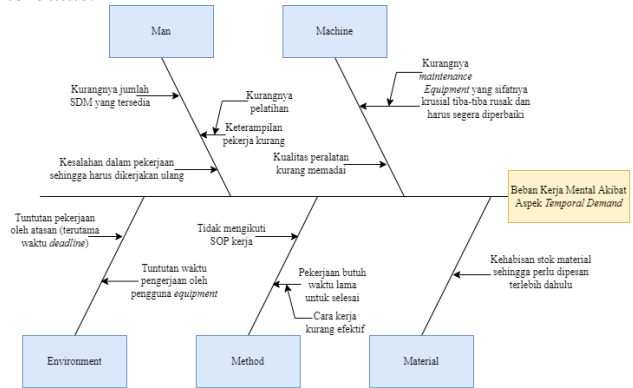 Man
Machine
Kurangnya jumlah
SDM yang tersedia
Kurangnya
pelatihan
Keterampilan
pekerja kurang
Kesalahan dalam pekerjaan
sehingga harus dikerjakan ulang
Kurangnya
maintenance
Equipment yang sifatnya
krusial tiba-tiba rusak dan
harus segera diperbaiki
Kualitas peralatan
kurang memadai
Beban Kerja Mental Akibat
Aspek Temporal Demand
Tuntutan pekerjaan
oleh atasan (terutama
waktu deadline)
Tuntutan waktu
pengerjaan oleh
pengguna equipment
Tidak mengikuti
SOP kerja
Pekerjaan butuh
waktu lama
untuk selesai
Cara kerja
kurang efektif
Kehabisan stok material
sehingga perlu dipesan
terlebih dahulu
Environment
Method
Material